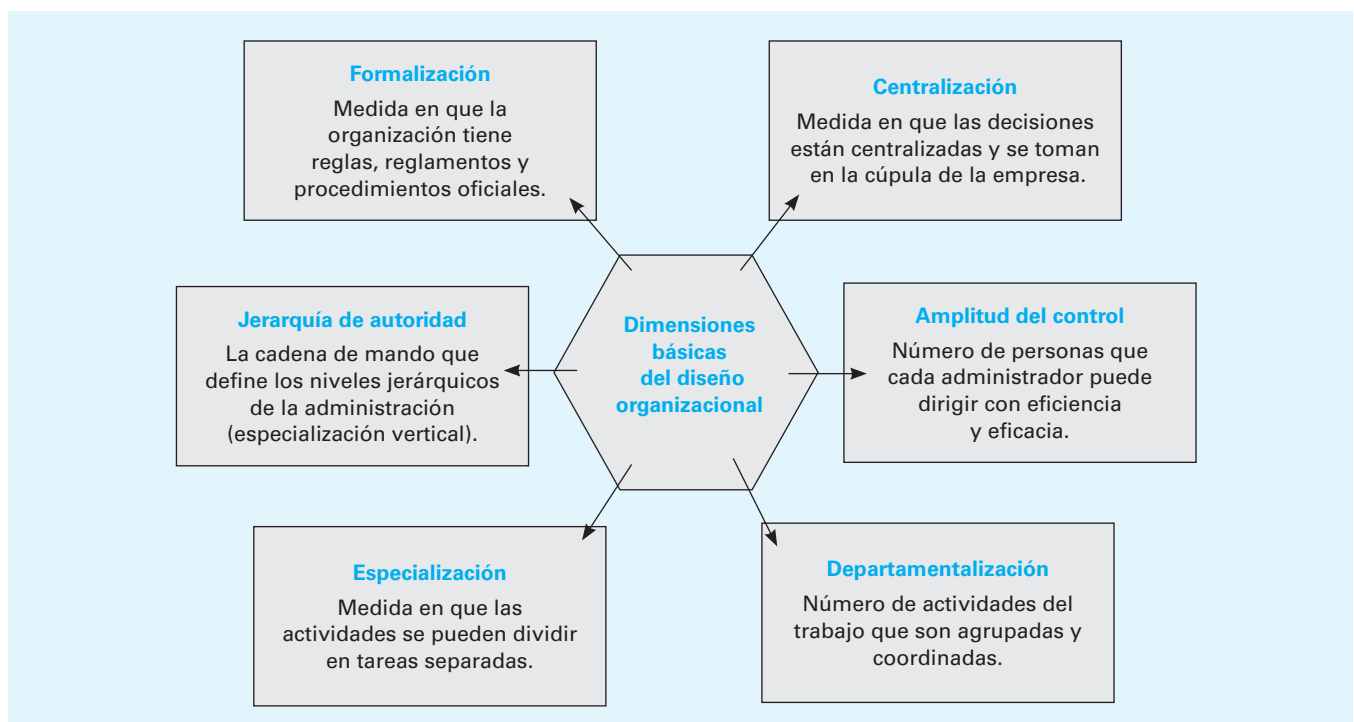 Formalización
Medida en que la
organización tiene
reglas, reglamentos y
procedimientos oficiales.
Centralización
Medida en que las decisiones
están centralizadas y se toman
en la cúpula de la empresa.
Jerarquía de autoridad
La cadena de mando que
define los niveles jerárquicos
de la administración
(especialización vertical).
Dimensiones
básicas
del diseño
organizacional
Amplitud del control
Número de personas que
cada administrador puede
dirigir con eficiencia
y eficacia.
Especialización
Medida en que las
actividades se pueden dividir
en tareas separadas.
Departamentalización
Número de actividades del
trabajo que son agrupadas y
coordinadas.